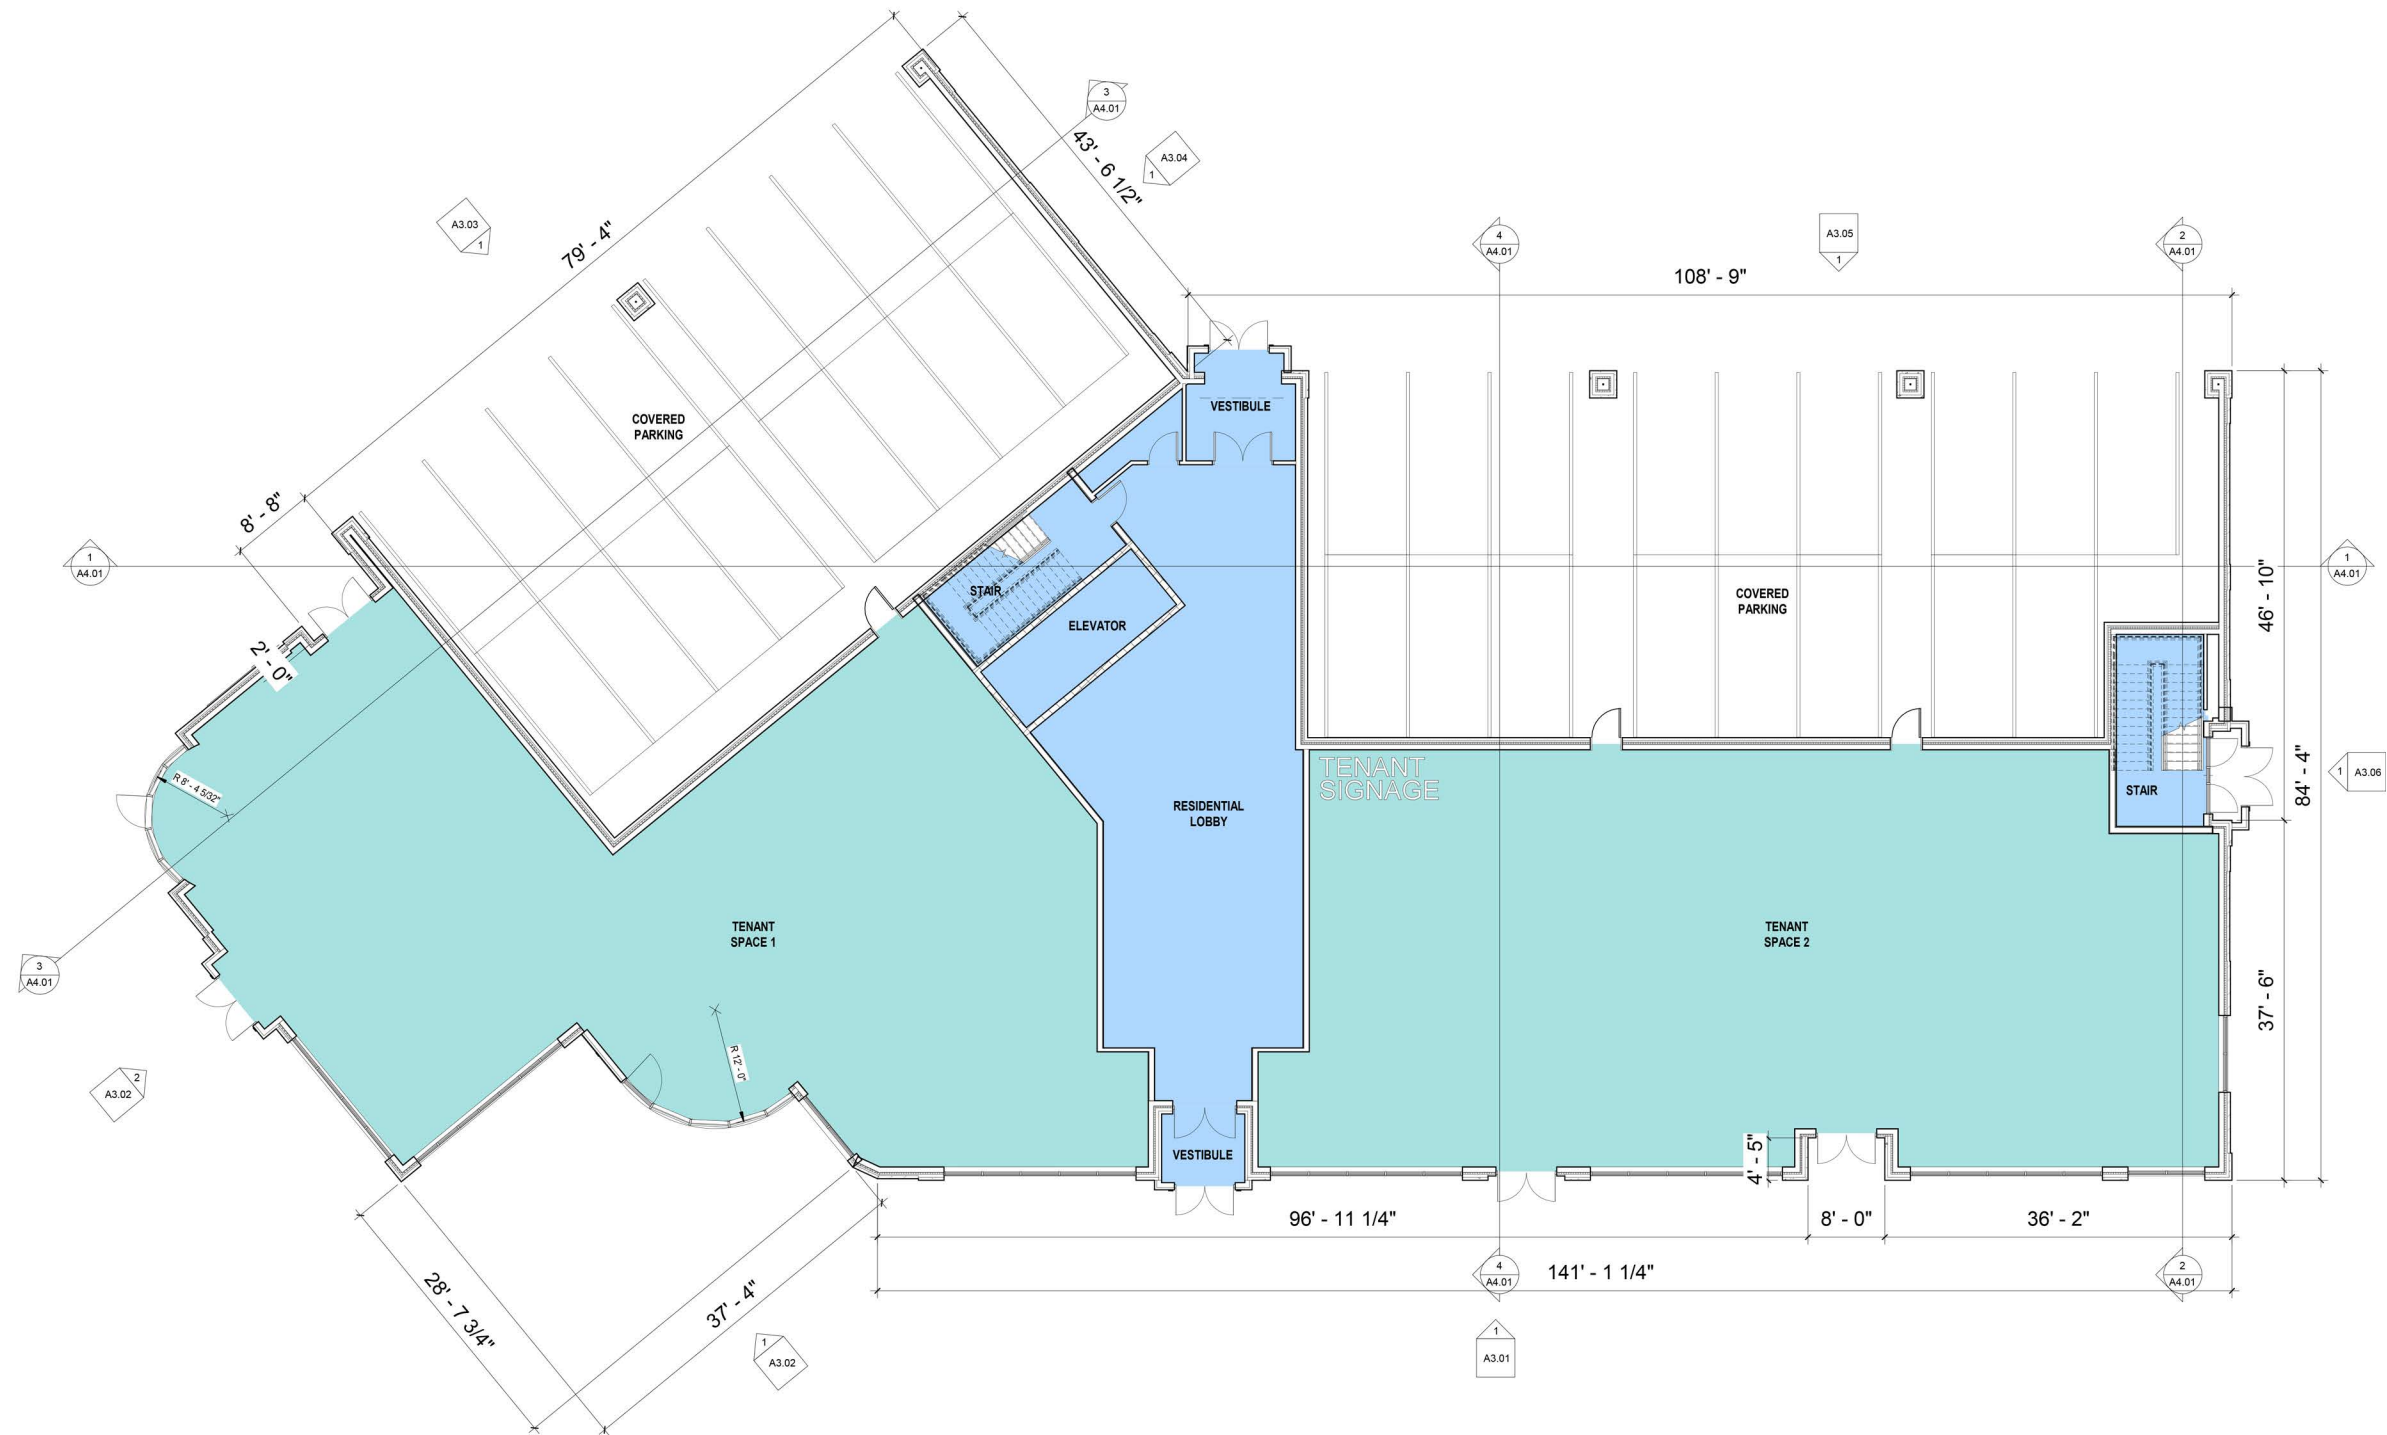 3
A4.01
43' - 6 1/2"
A3.04
1
A3.03
1
79' - 4"
4
A4.01
A3.05
1
2
A4.01
108' - 9"
COVERED
PARKING
VESTIBULE
8' - 8"
1
A4.01
STAIR
ELEVATOR
COVERED
PARKING
46' - 10"
1
A4.01
2' - 0"
R 8' - 4 5/32"
TENANT
SIGNAGE
RESIDENTIAL
LOBBY
STAIR
84' - 4"
1
A3.06
TENANT
SPACE 1
TENANT
SPACE 2
3
A4.01
37' - 6"
R 12' - 0"
2
A3.02
VESTIBULE
4' - 5"
96' - 11 1/4"
8' - 0"
36' - 2"
28' - 7 3/4"
37' - 4"
4
A4.01
141' - 1 1/4"
2
A4.01
1
A3.02
1
A3.01